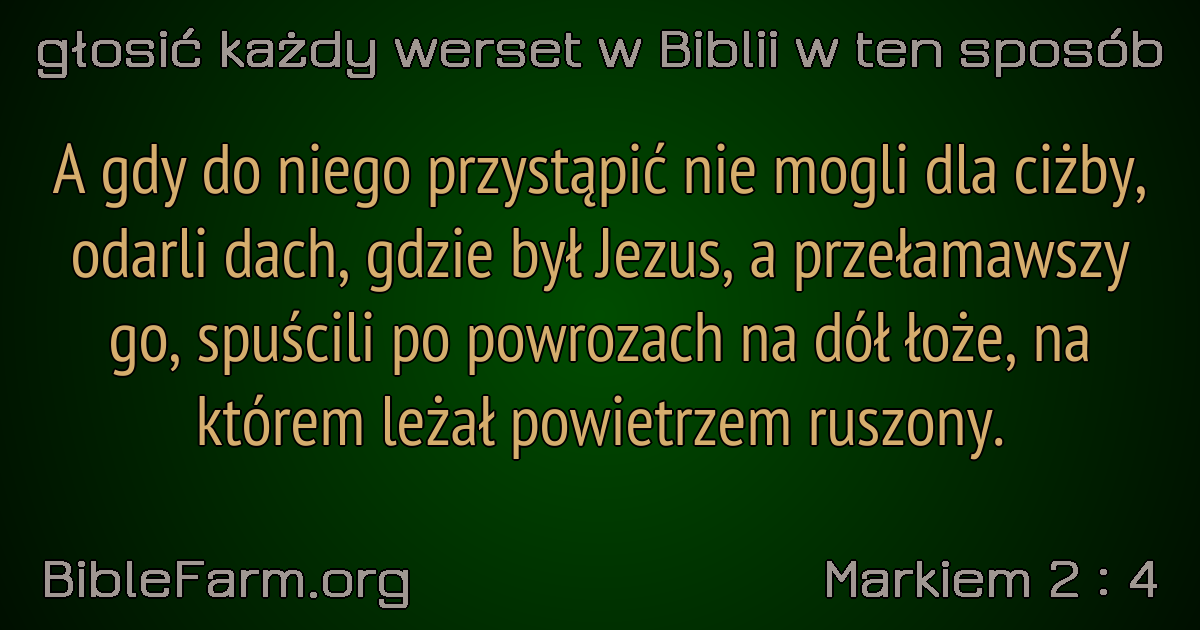 głosić każdy werset w Biblii w ten sposób
A gdy do niego przystąpić nie mogli dla ciżby,
odarli dach, gdzie był Jezus, a przełamawszy
go, spuścili po powrozach na dół łoże, na
którem leżał powietrzem ruszony.
BibleFarm.org
Markiem 2 : 4